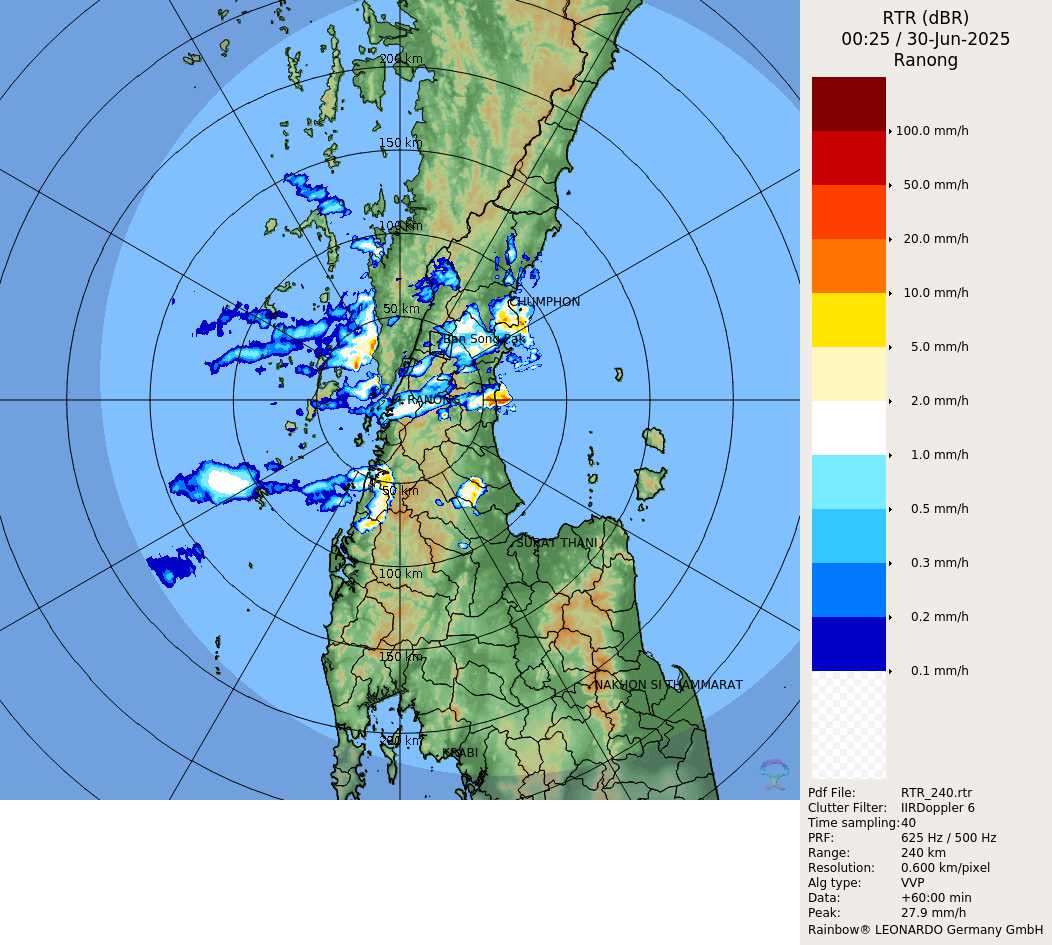 RTR (dBR)
00:25 / 30-Jun-2025
Ranong
100.0 mm/h
50.0 mm/h
20.0 mm/h
10.0 mm/h
5.0 mm/h
2.0 mm/h
1.0 mm/h
0.5 mm/h
0.3 mm/h
0.2 mm/h
0.1 mm/h
200 km
150 km
100 km
CHUMPHON
50 km
RANONG
50 km
SURAT THANI
100 km
150 km
NAKHON SI THAMMARAT
200 km
KRABI
Pdf File: RTR_240.rtr
Clutter Filter: IIRDoppler 6
Time sampling: 40
PRF: 625 Hz / 500 Hz
Range: 240 km
Resolution: 0.600 km/pixel
Alg type: VVP
Data: +60:00 min
Peak: 27.9 mm/h
Rainbow® LEONARDO Germany GmbH